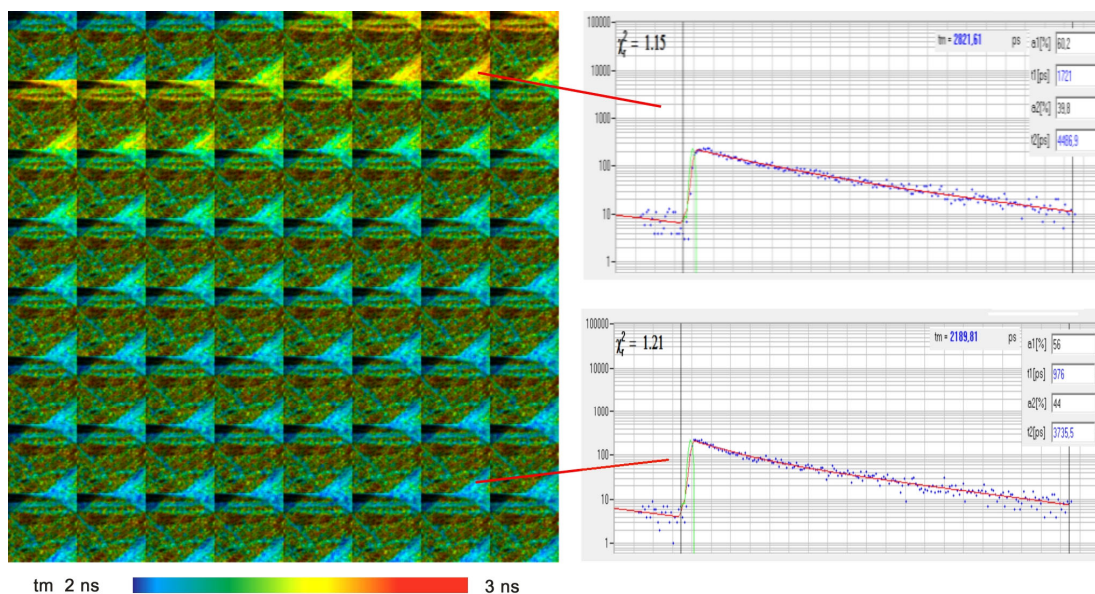 100000
10000
1000
100
10
1
χr² = 1.15
tm = 2821,61 ps
a1[%] 60,2
t1[ps] 1721
a2[%] 39,8
t2[ps] 4486,9
100000
10000
1000
100
10
1
χr² = 1.21
tm = 2189,81 ps
a1[%] 56
t1[ps] 976
a2[%] 44
t2[ps] 3735,5
tm 2 ns 3 ns